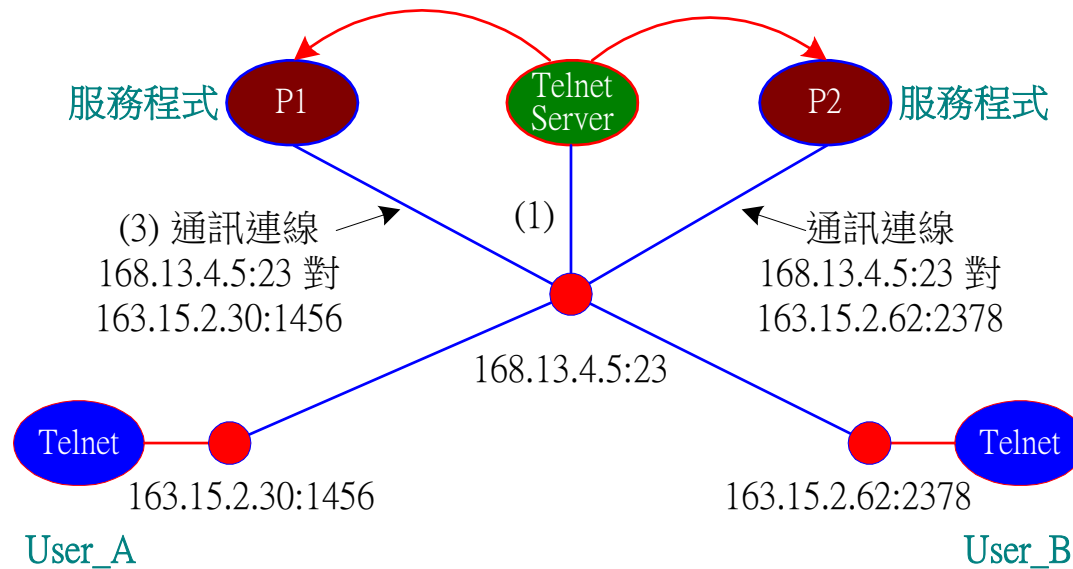 服務程式
P1
Telnet
Server
P2
服務程式
(3) 通訊連線
168.13.4.5:23 對
163.15.2.30:1456
(1)
通訊連線
168.13.4.5:23 對
163.15.2.62:2378
168.13.4.5:23
Telnet
163.15.2.30:1456
User_A
Telnet
163.15.2.62:2378
User_B